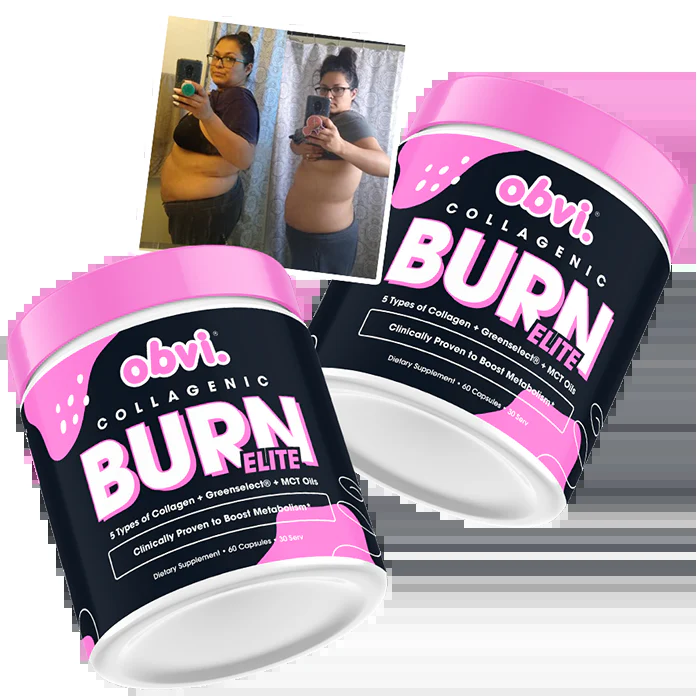 obvi.®
COLLAGENIC
BURN
ELITE
5 Types of Collagen + Greenselect® + MCT Oils
Clinically Proven to Boost Metabolism*
Dietary Supplement • 60 Capsules • 30 Serv
obvi.®
COLLAGENIC
BURN
ELITE
5 Types of Collagen + Greenselect® + MCT Oils
Clinically Proven to Boost Metabolism*
Dietary Supplement • 60 Capsules • 30 Serv